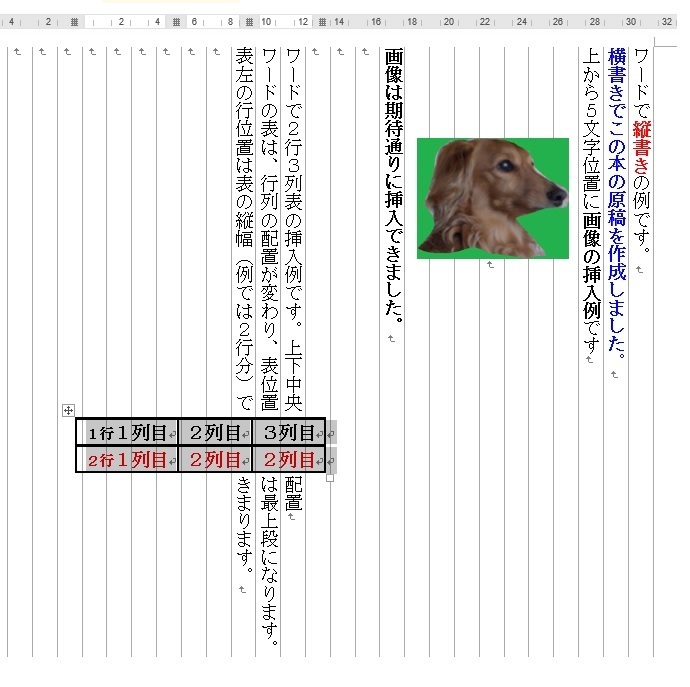 4 2 2 4 6 8 10 12 14 16 18 20 22 24 26 28 30 32
ワードで縦書きの例です。
横書きでこの本の原稿を作成しました。
上から５文字位置に画像の挿入例です
画像は期待通りに挿入できました。
ワードで２行３列表の挿入例です。上下中央配置
ワードの表は、行列の配置が変わり、表位置は最上段になります。
表左の行位置は表の縦幅（例では２行分）できまります。
1行１列目 ２列目 ３列目
2行１列目 ２列目 ２列目